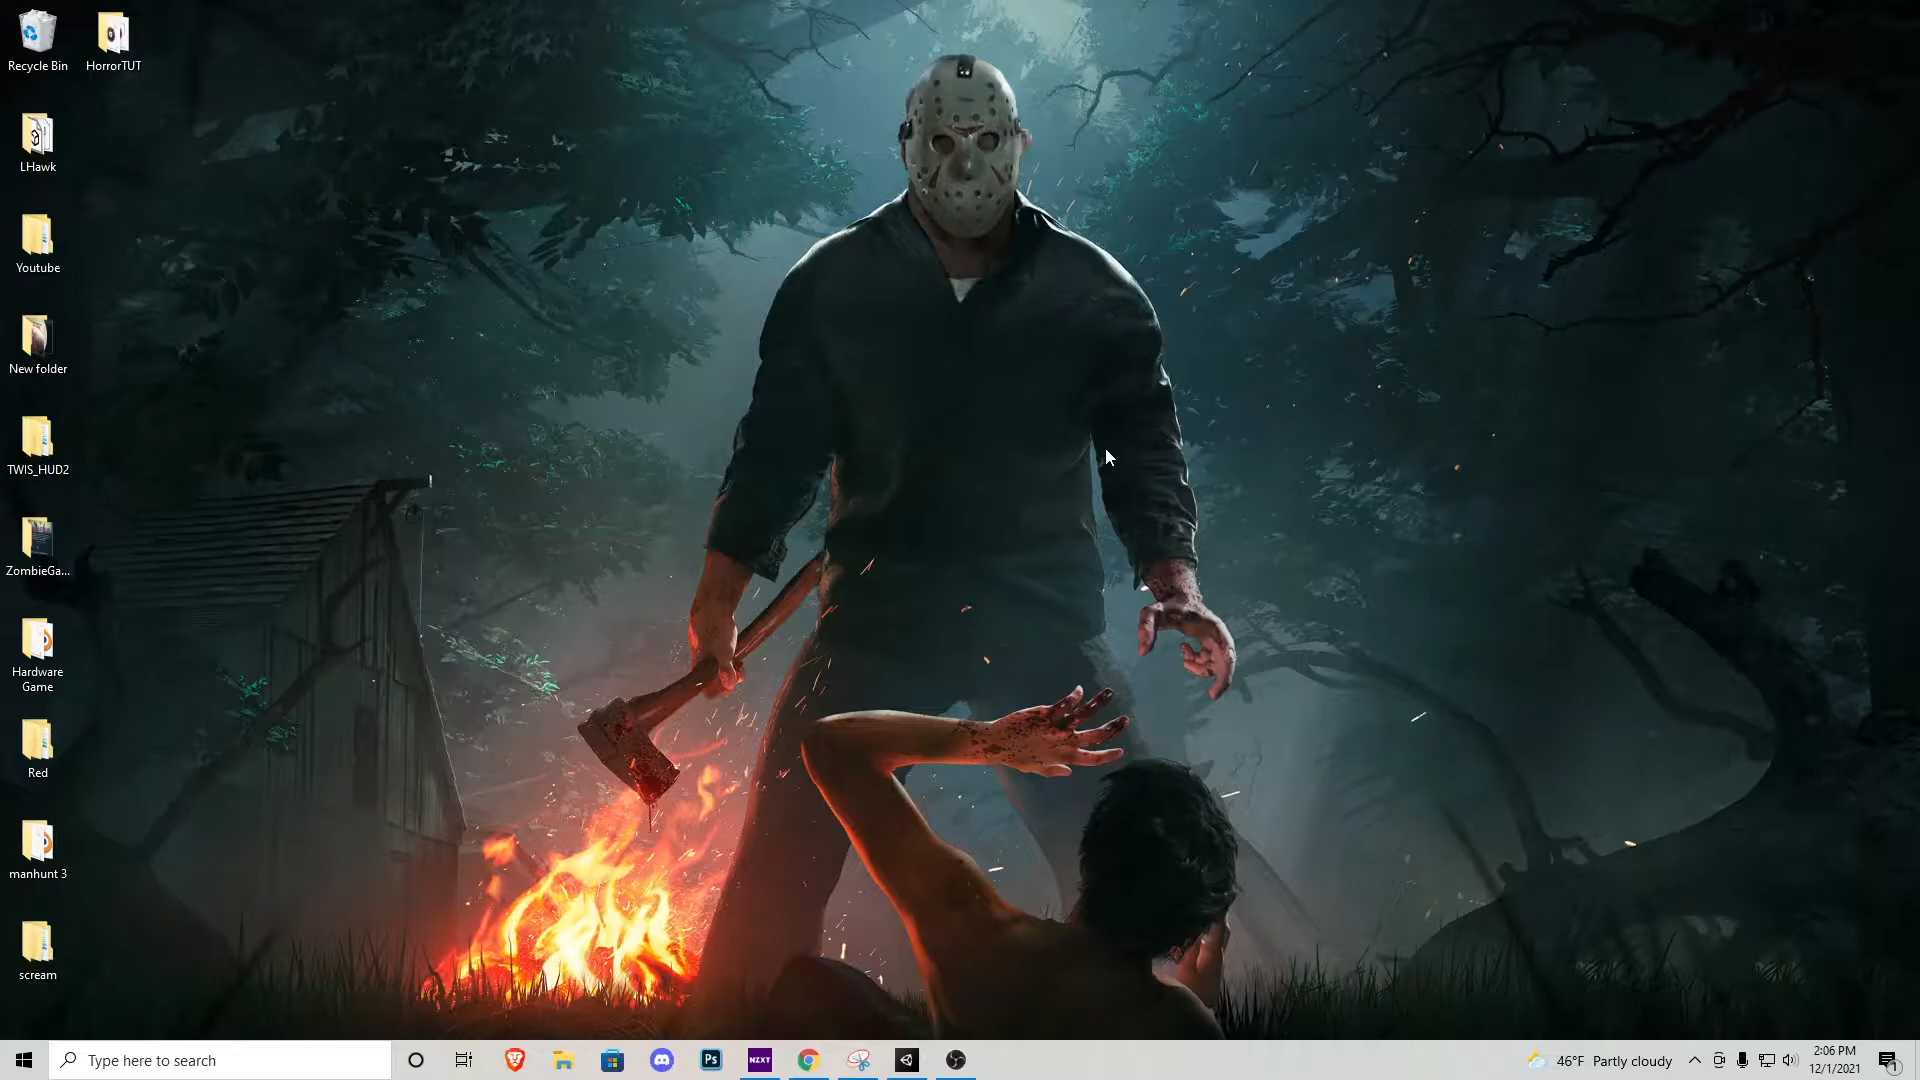 Recycle Bin
HorrorTUT
LHawk
Youtube
New folder
TWIS_HUD2
ZombieGa...
Hardware
Game
Red
manhunt 3
scream
Type here to search
Ps
NZXT
46°F Partly cloudy
2:06 PM
12/1/2021
1